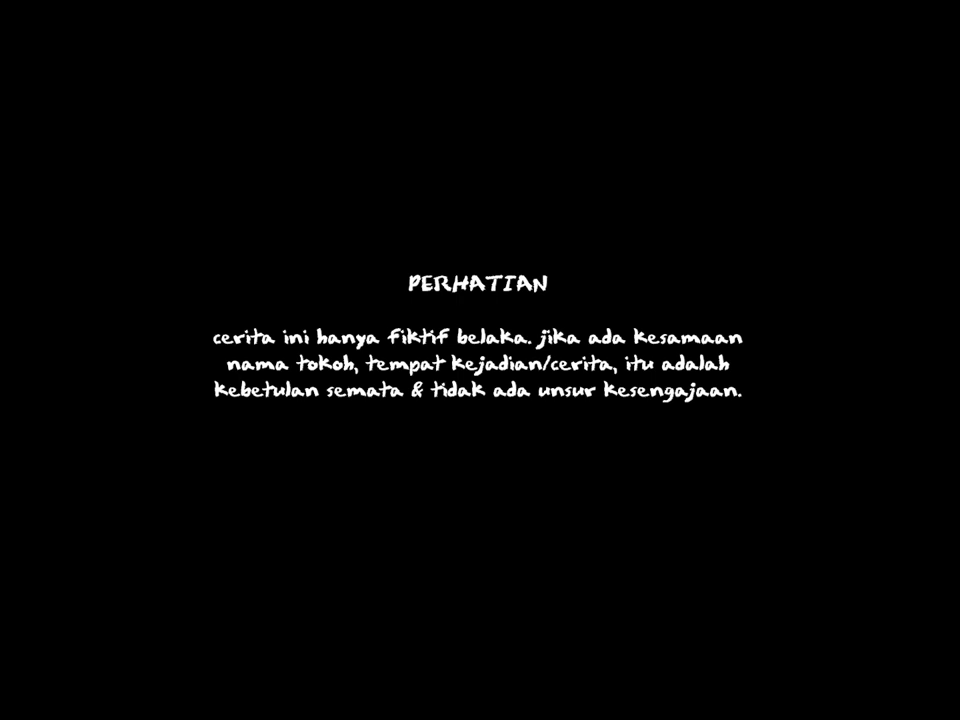 PERHATIAN
cerita ini hanya fiktif belaka. jika ada kesamaan
nama tokoh, tempat kejadian/cerita, itu adalah
kebetulan semata & tidak ada unsur kesengajaan.